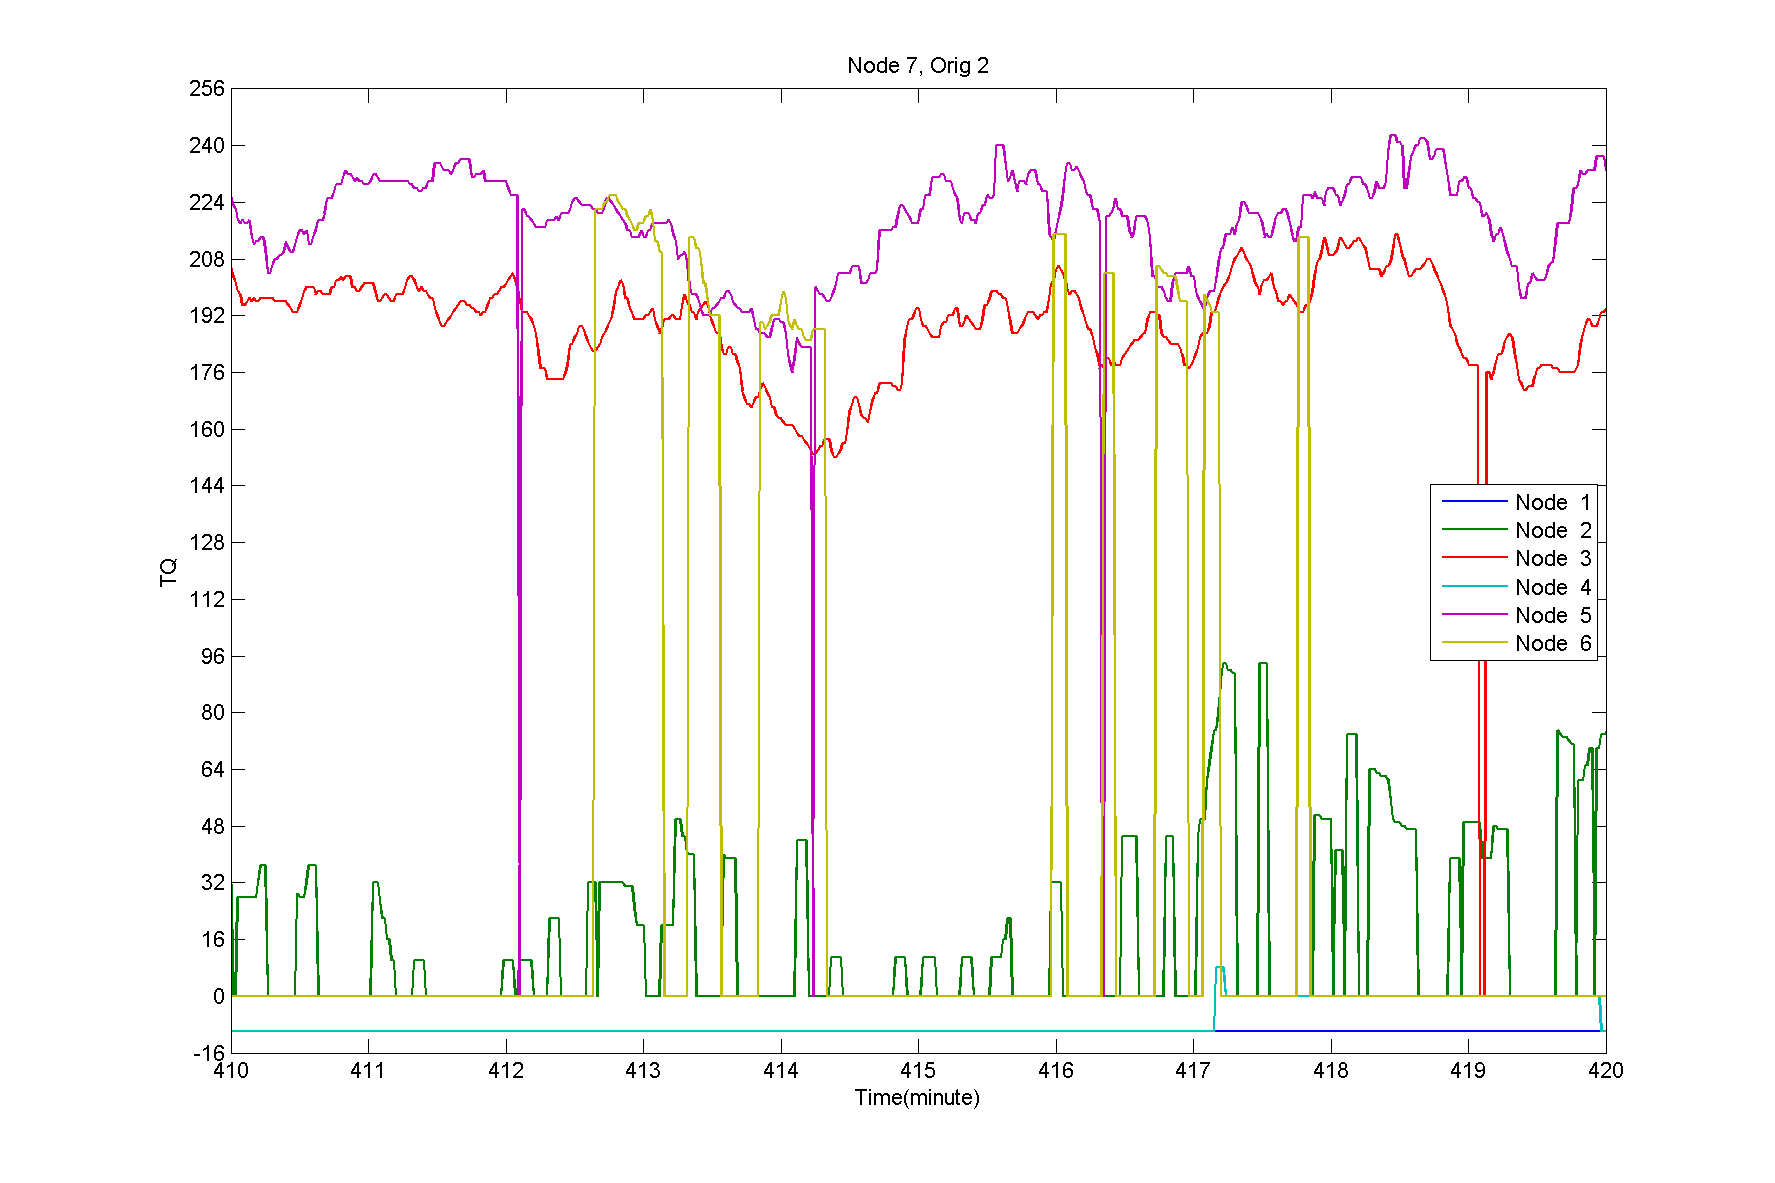 Node 7, Orig 2
256
240
224
208
192
176
160
144
128
112
96
80
64
48
32
16
0
-16
TQ
Node 1
Node 2
Node 3
Node 4
Node 5
Node 6
410 411 412 413 414 415 416 417 418 419 420
Time(minute)